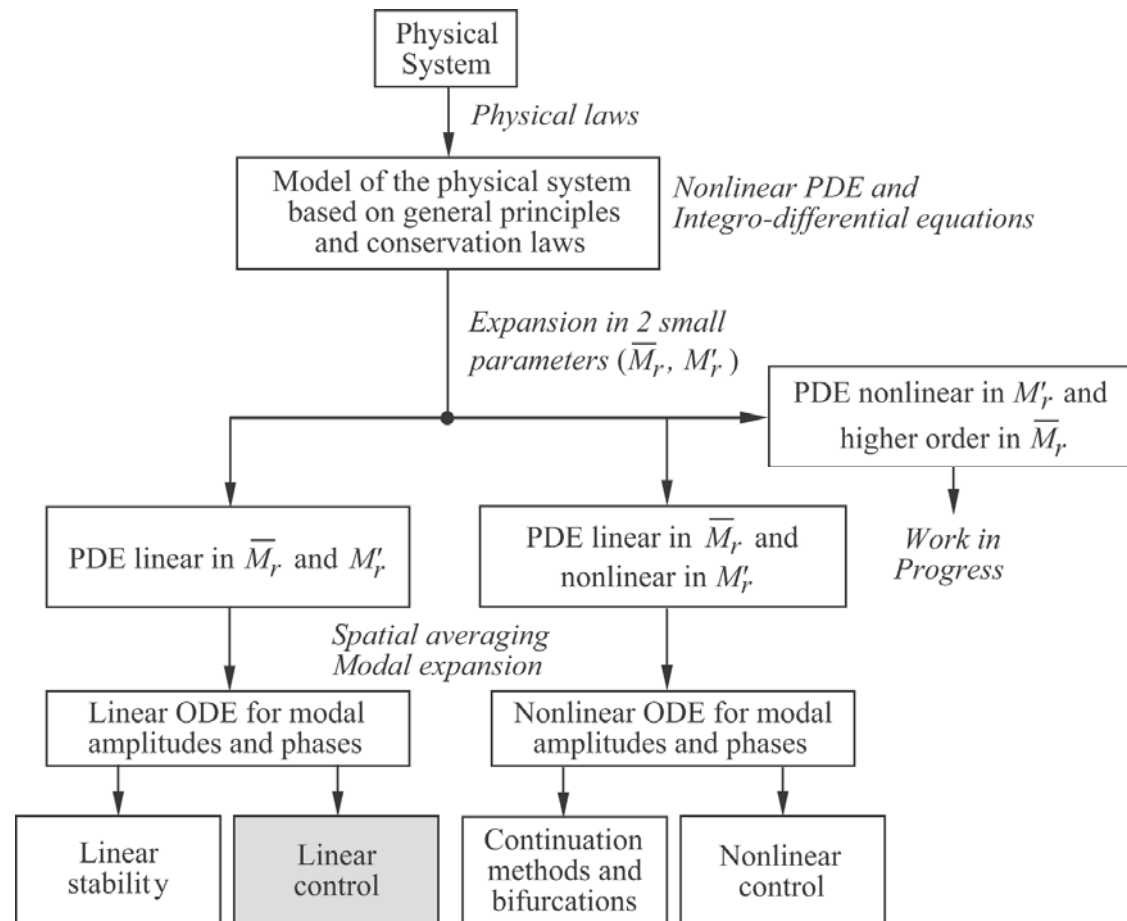 Physical
System
Physical laws
Model of the physical system
based on general principles
and conservation laws
Nonlinear PDE and
Integro-differential equations
Expansion in 2 small
parameters (M̅r, M′r)
PDE nonlinear in M′r and
higher order in M̅r
Work in
Progress
PDE linear in M̅r and M′r
PDE linear in M̅r and
nonlinear in M′r
Spatial averaging
Modal expansion
Linear ODE for modal
amplitudes and phases
Nonlinear ODE for modal
amplitudes and phases
Linear
stability
Linear
control
Continuation
methods and
bifurcations
Nonlinear
control